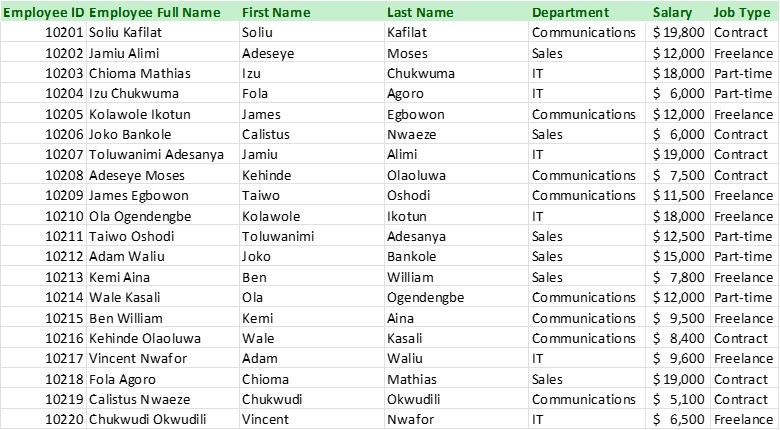 Employee ID Employee Full Name First Name Last Name Department Salary Job Type
10201 Soliu Kafilat Soliu Kafilat Communications $ 19,800 Contract
10202 Jamiu Alimi Adeseye Moses Sales $ 12,000 Freelance
10203 Chioma Mathias Izu Chukwuma IT $ 18,000 Part-time
10204 Izu Chukwuma Fola Agoro IT $ 6,000 Part-time
10205 Kolawole Ikotun James Egbowon Communications $ 12,000 Freelance
10206 Joko Bankole Calistus Nwaeze Sales $ 6,000 Contract
10207 Toluwanimi Adesanya Jamiu Alimi IT $ 19,000 Contract
10208 Adeseye Moses Kehinde Olaoluwa Communications $ 7,500 Contract
10209 James Egbowon Taiwo Oshodi Communications $ 11,500 Freelance
10210 Ola Ogendengbe Kolawole Ikotun IT $ 18,000 Freelance
10211 Taiwo Oshodi Toluwanimi Adesanya Sales $ 12,500 Part-time
10212 Adam Waliu Joko Bankole Sales $ 15,000 Part-time
10213 Kemi Aina Ben William Sales $ 7,800 Freelance
10214 Wale Kasali Ola Ogendengbe Communications $ 12,000 Part-time
10215 Ben William Kemi Aina Communications $ 9,500 Freelance
10216 Kehinde Olaoluwa Wale Kasali Communications $ 8,400 Contract
10217 Vincent Nwafor Adam Waliu IT $ 9,600 Freelance
10218 Fola Agoro Chioma Mathias Sales $ 19,000 Contract
10219 Calistus Nwaeze Chukwudi Okwudili Communications $ 5,100 Contract
10220 Chukwudi Okwudili Vincent Nwafor IT $ 6,500 Freelance